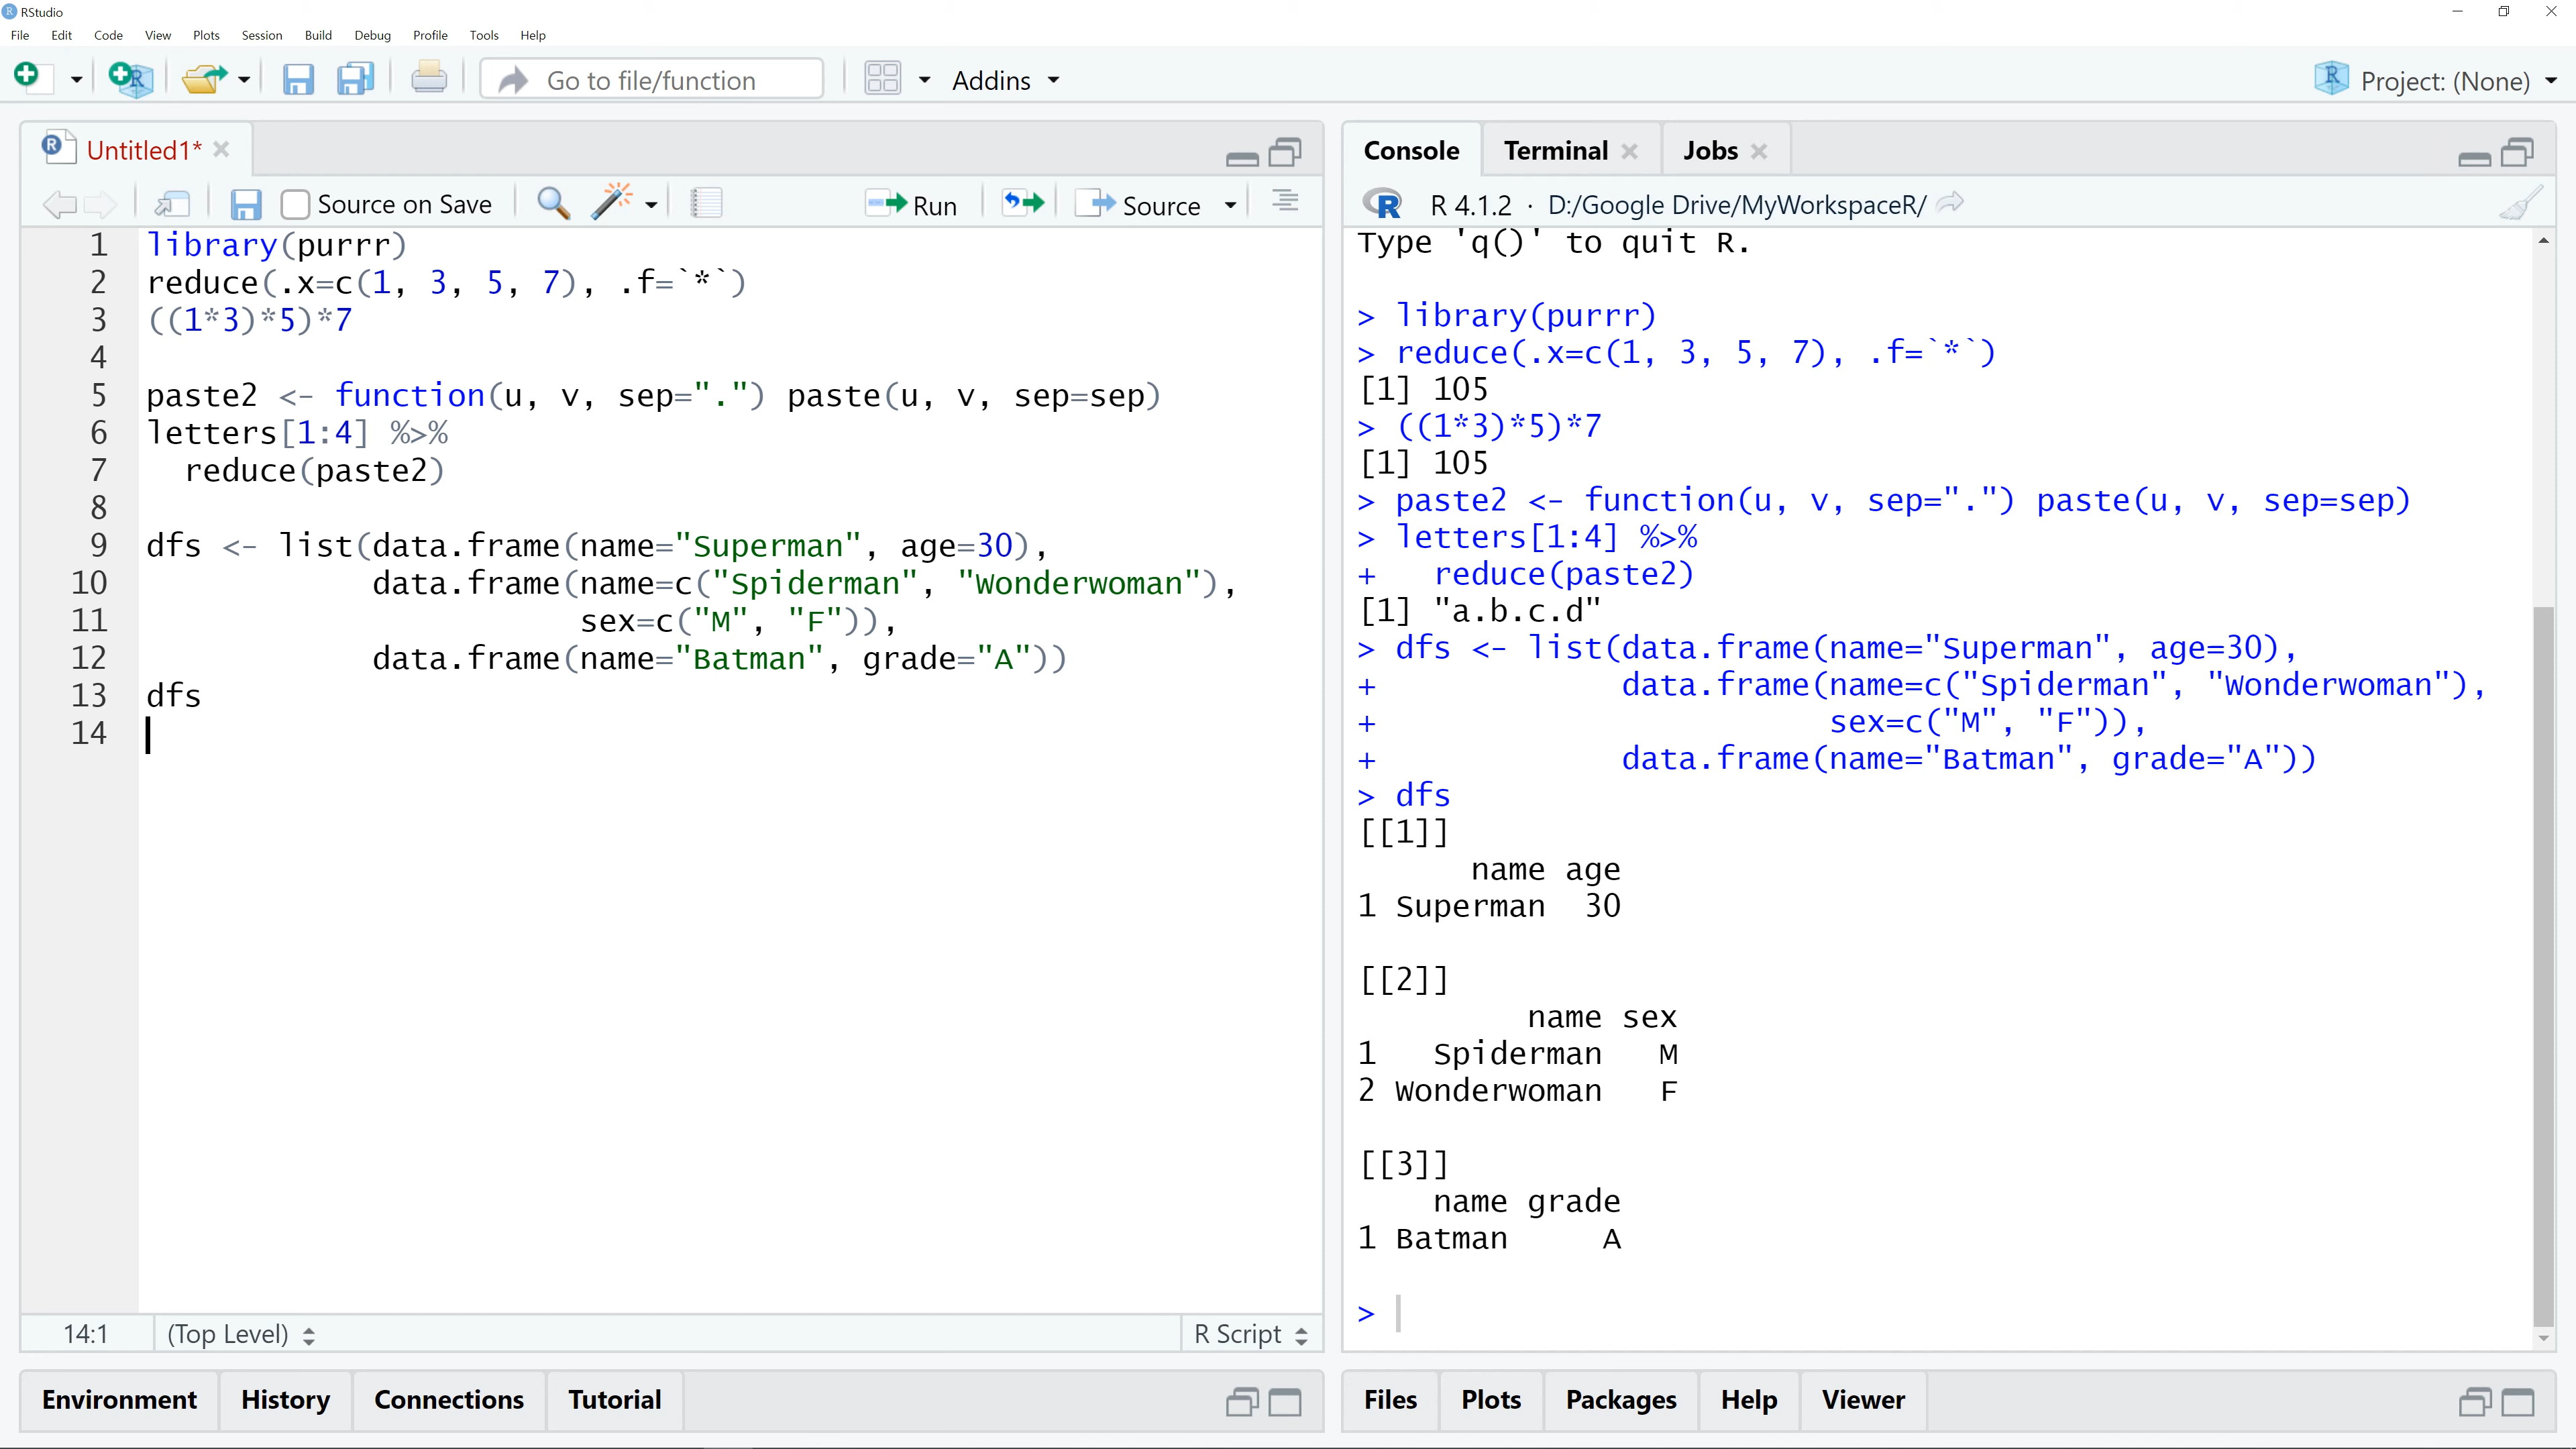 RStudio
File Edit Code View Plots Session Build Debug Profile Tools Help
Go to file/function Addins Project: (None)
Untitled1*
Source on Save Run Source
1 library(purrr)
2 reduce(.x=c(1, 3, 5, 7), .f=`*`)
3 ((1*3)*5)*7
4
5 paste2 <- function(u, v, sep=".") paste(u, v, sep=sep)
6 letters[1:4] %>%
7   reduce(paste2)
8
9 dfs <- list(data.frame(name="Superman", age=30),
10             data.frame(name=c("Spiderman", "Wonderwoman"),
11                        sex=c("M", "F")),
12             data.frame(name="Batman", grade="A"))
13 dfs
14
14:1 (Top Level) R Script
Environment History Connections Tutorial
Console Terminal Jobs
R 4.1.2 · D:/Google Drive/MyWorkspaceR/
Type 'q()' to quit R.
> library(purrr)
> reduce(.x=c(1, 3, 5, 7), .f=`*`)
[1] 105
> ((1*3)*5)*7
[1] 105
> paste2 <- function(u, v, sep=".") paste(u, v, sep=sep)
> letters[1:4] %>%
+   reduce(paste2)
[1] "a.b.c.d"
> dfs <- list(data.frame(name="Superman", age=30),
+             data.frame(name=c("Spiderman", "Wonderwoman"),
+                        sex=c("M", "F")),
+             data.frame(name="Batman", grade="A"))
> dfs
[[1]]
      name age
1 Superman  30
[[2]]
         name sex
1   Spiderman   M
2 Wonderwoman   F
[[3]]
    name grade
1 Batman     A
>
Files Plots Packages Help Viewer